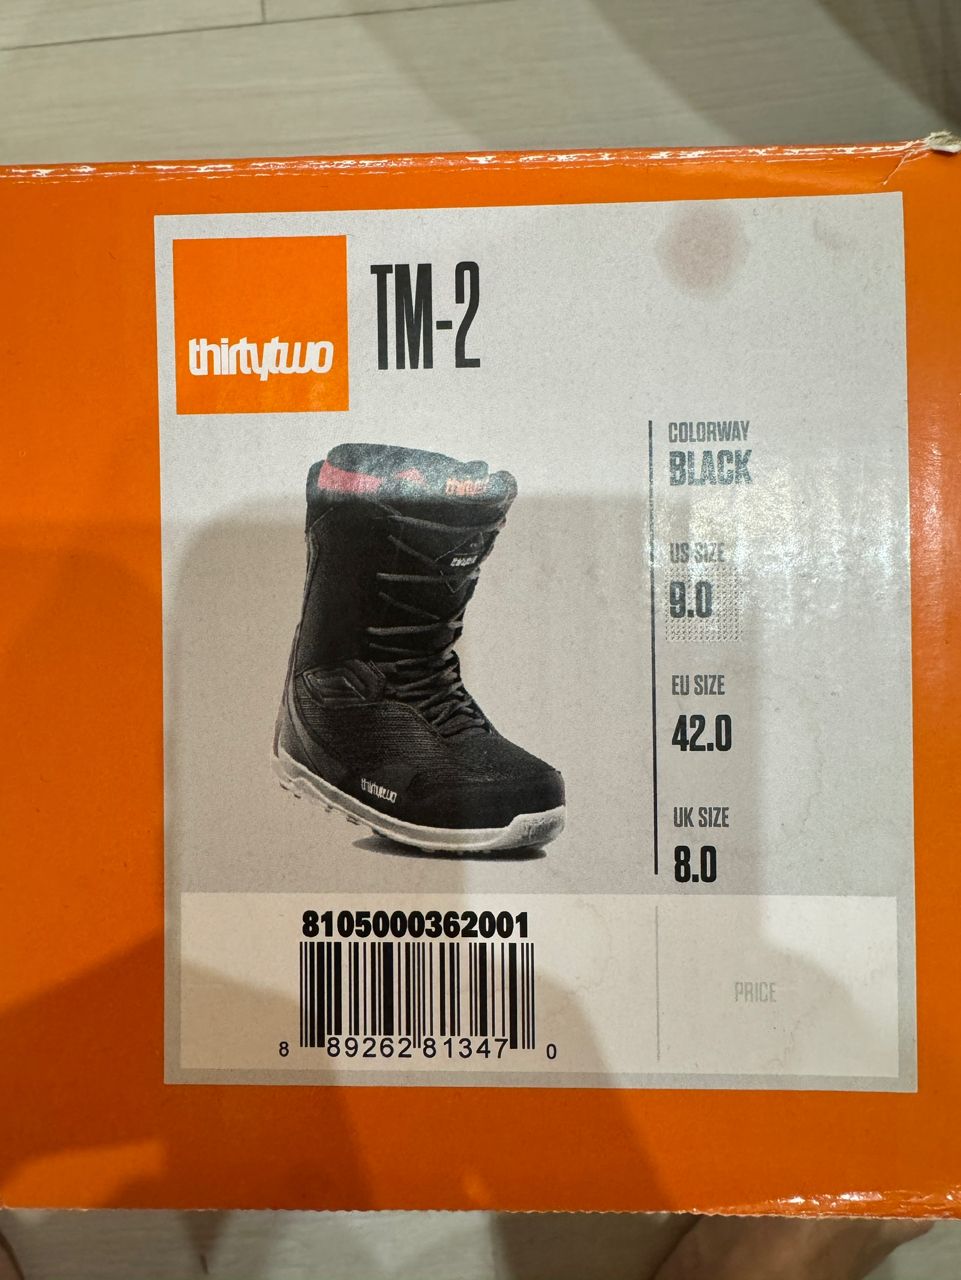 thirtytwo
TM-2
COLORWAY
BLACK
US SIZE
9.0
EU SIZE
42.0
UK SIZE
8.0
thirtytwo
8105000362001
8 89262 81347 0
PRICE